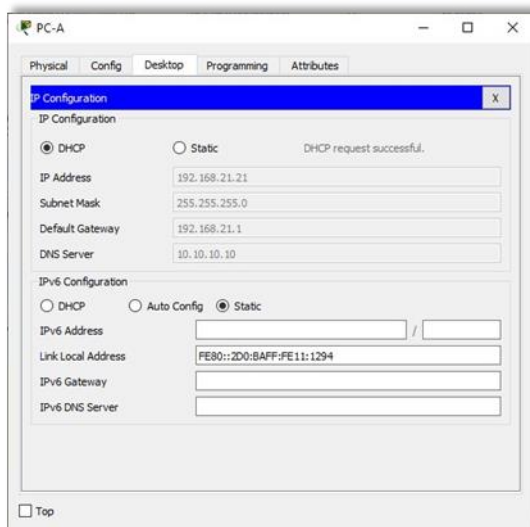 PC-A
Physical Config Desktop Programming Attributes
IP Configuration X
IP Configuration
DHCP Static DHCP request successful.
IP Address 192.168.21.21
Subnet Mask 255.255.255.0
Default Gateway 192.168.21.1
DNS Server 10.10.10.10
IPv6 Configuration
DHCP Auto Config Static
IPv6 Address /
Link Local Address FE80::2D0:BAFF:FE11:1294
IPv6 Gateway
IPv6 DNS Server
Top